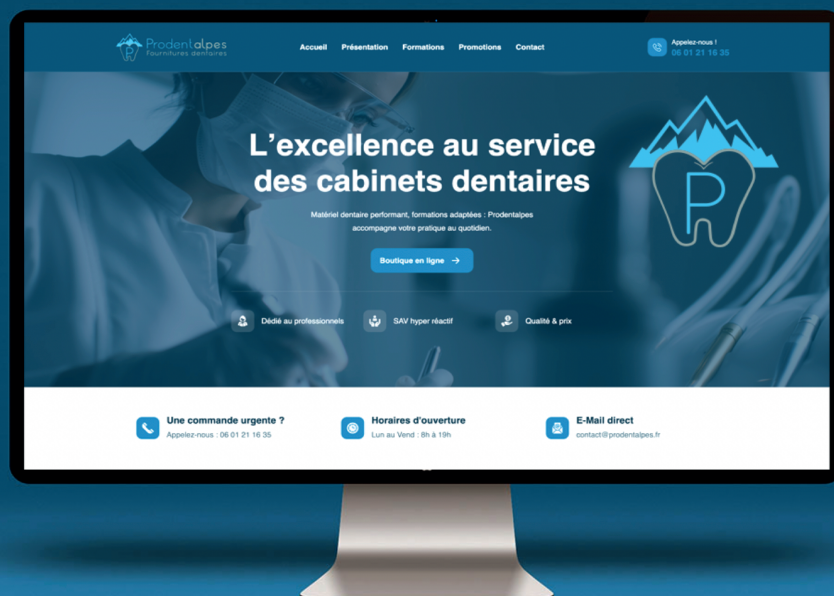 Prodentalpes
Fournitures dentaires
Accueil Présentation Formations Promotions Contact
Appelez-nous !
06 01 21 16 35
L'excellence au service
des cabinets dentaires
Matériel dentaire performant, formations adaptées : Prodentalpes
accompagne votre pratique au quotidien.
Boutique en ligne →
P
Dédié au professionnels
SAV hyper réactif
Qualité & prix
Une commande urgente ?
Appelez-nous : 06 01 21 16 35
Horaires d'ouverture
Lun au Vend : 8h à 19h
E-Mail direct
contact@prodentalpes.fr